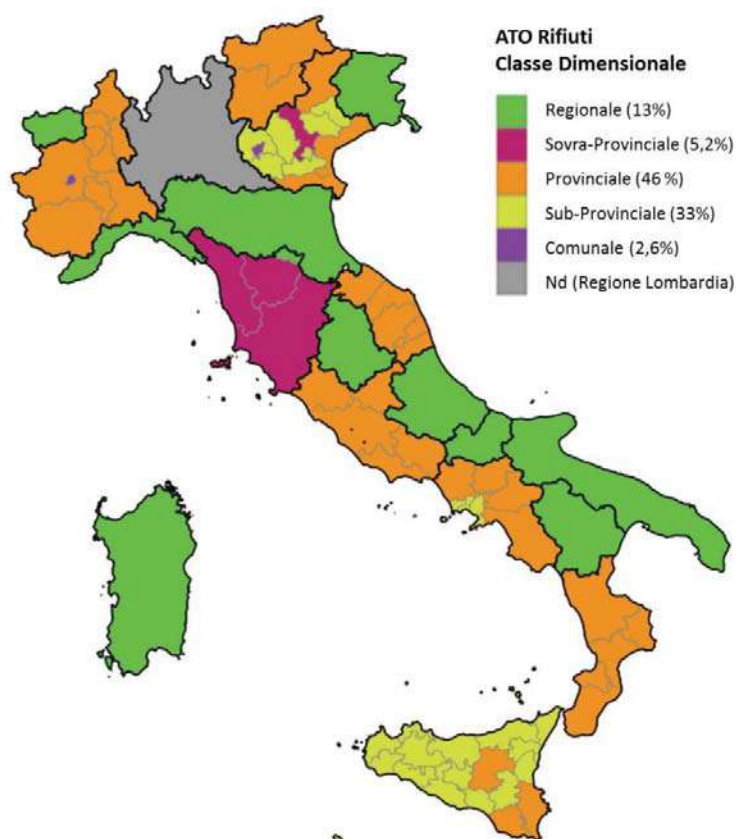 ATO Rifiuti
Classe Dimensionale
Regionale (13%)
Sovra-Provinciale (5,2%)
Provinciale (46 %)
Sub-Provinciale (33%)
Comunale (2,6%)
Nd (Regione Lombardia)